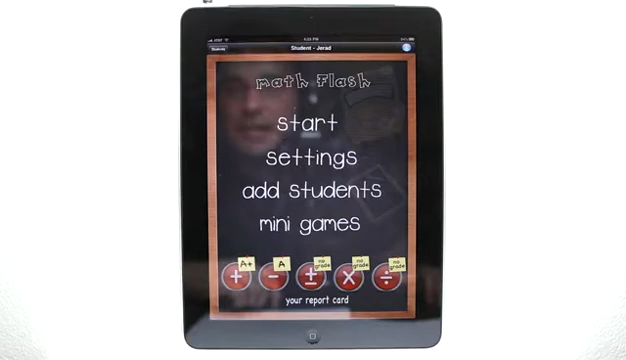 Students
Student - Jerad
math Flash
start
settings
add students
mini games
A+
A
no grade
no grade
no grade
+ - ± × ÷
your report card